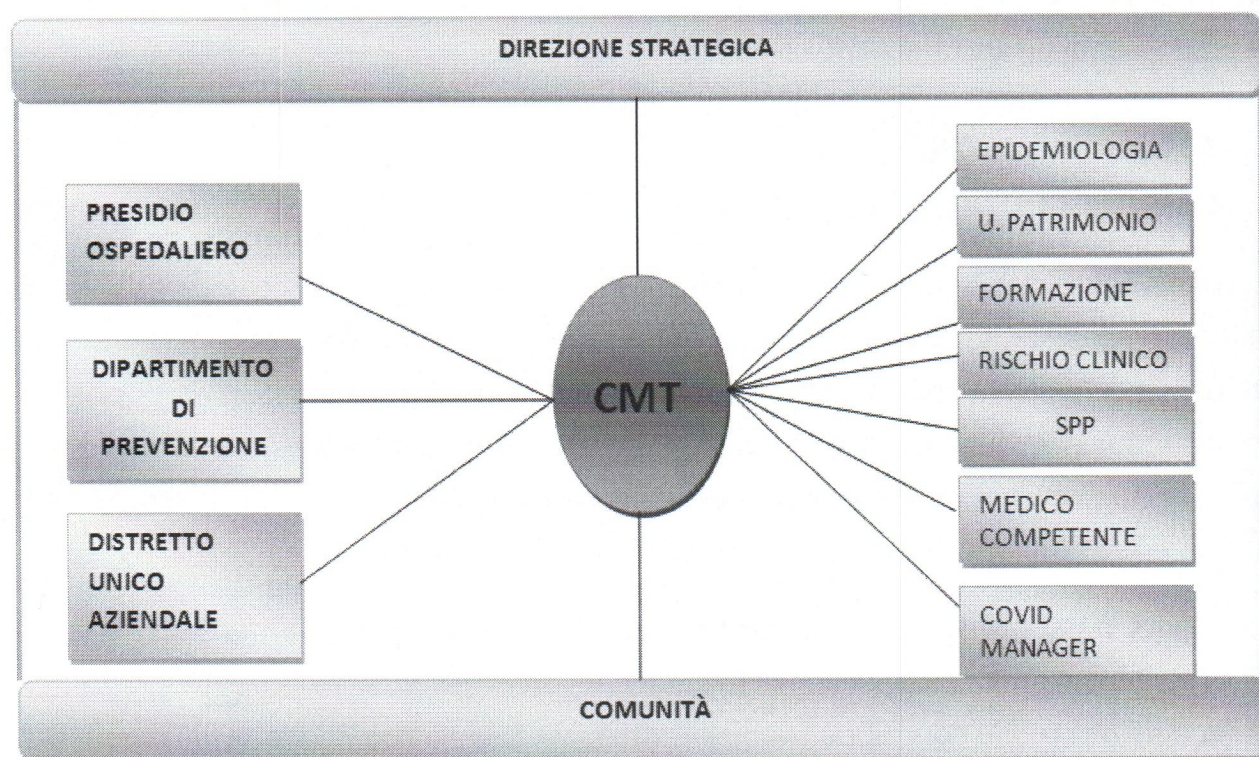 DIREZIONE STRATEGICA
PRESIDIO
OSPEDALIERO
DIPARTIMENTO
DI
PREVENZIONE
DISTRETTO
UNICO
AZIENDALE
CMT
EPIDEMIOLOGIA
U. PATRIMONIO
FORMAZIONE
RISCHIO CLINICO
SPP
MEDICO
COMPETENTE
COVID
MANAGER
COMUNITÀ